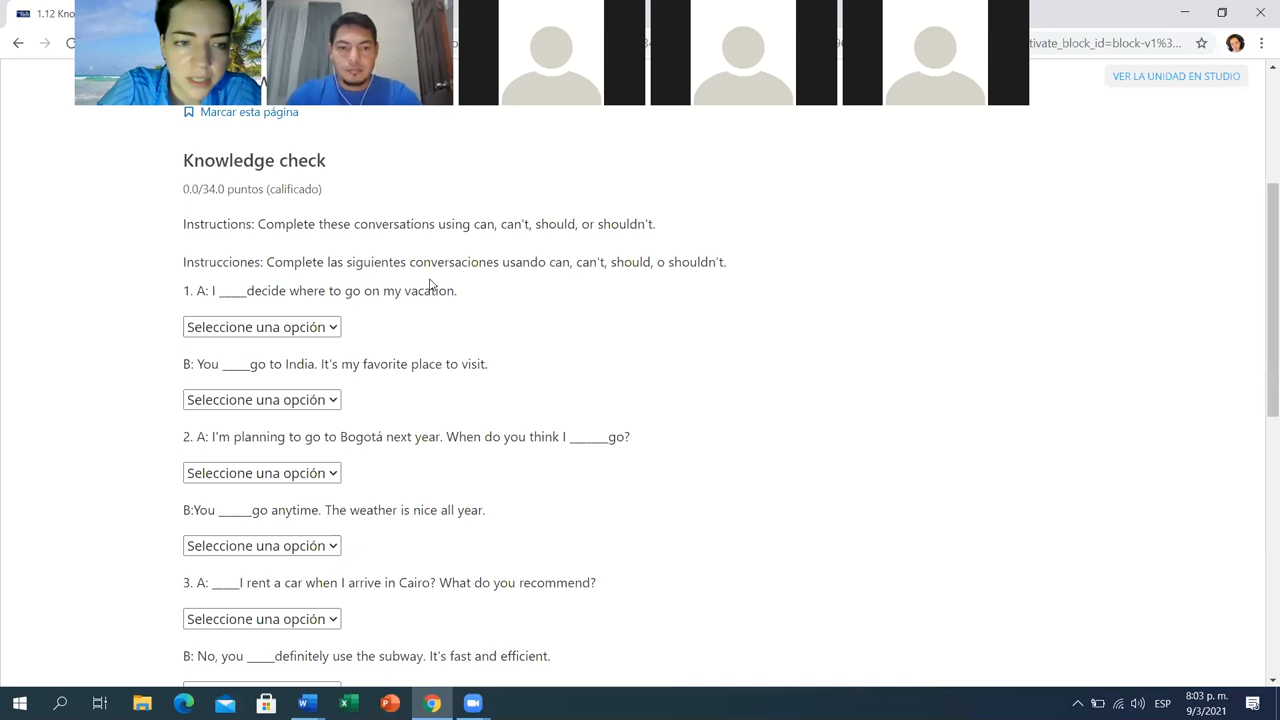 1.12 Kno
tivate_block_id=block-v1%3...
VER LA UNIDAD EN STUDIO
Marcar esta página
Knowledge check
0.0/34.0 puntos (calificado)
Instructions: Complete these conversations using can, can't, should, or shouldn't.
Instrucciones: Complete las siguientes conversaciones usando can, can't, should, o shouldn't.
1. A: I ____decide where to go on my vacation.
Seleccione una opción
B: You ____go to India. It's my favorite place to visit.
Seleccione una opción
2. A: I'm planning to go to Bogotá next year. When do you think I ______go?
Seleccione una opción
B:You _____go anytime. The weather is nice all year.
Seleccione una opción
3. A: ____I rent a car when I arrive in Cairo? What do you recommend?
Seleccione una opción
B: No, you ____definitely use the subway. It's fast and efficient.
ESP
8:03 p. m.
9/3/2021